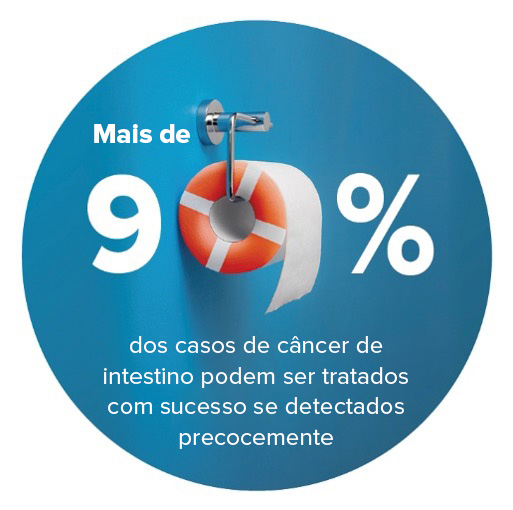 Mais de
90%
dos casos de câncer de
intestino podem ser tratados
com sucesso se detectados
precocemente